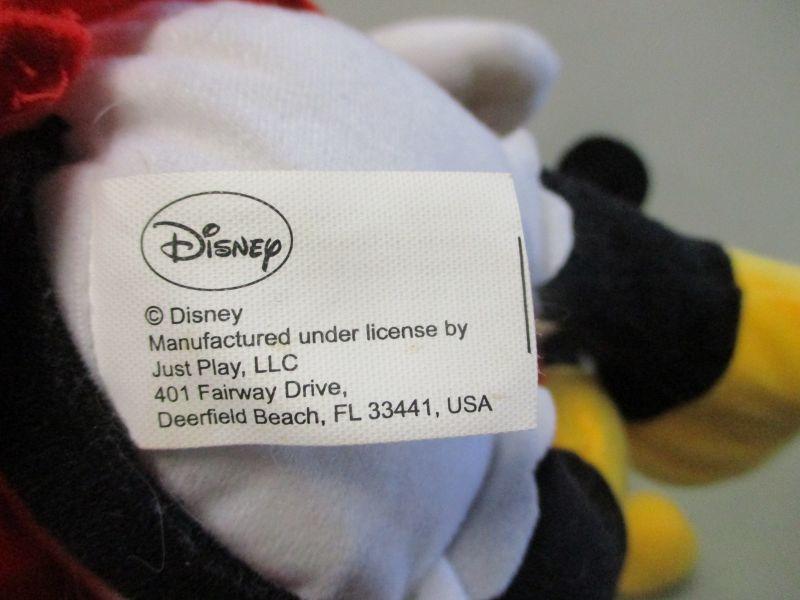 Disney
© Disney
Manufactured under license by
Just Play, LLC
401 Fairway Drive,
Deerfield Beach, FL 33441, USA